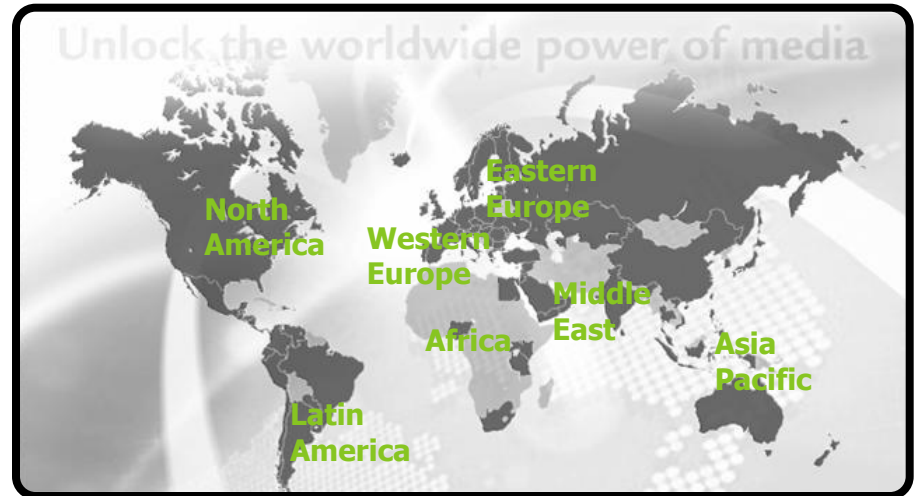 Unlock the worldwide power of media
Eastern
Europe
North
America
Western
Europe
Middle
East
Africa
Asia
Pacific
Latin
America